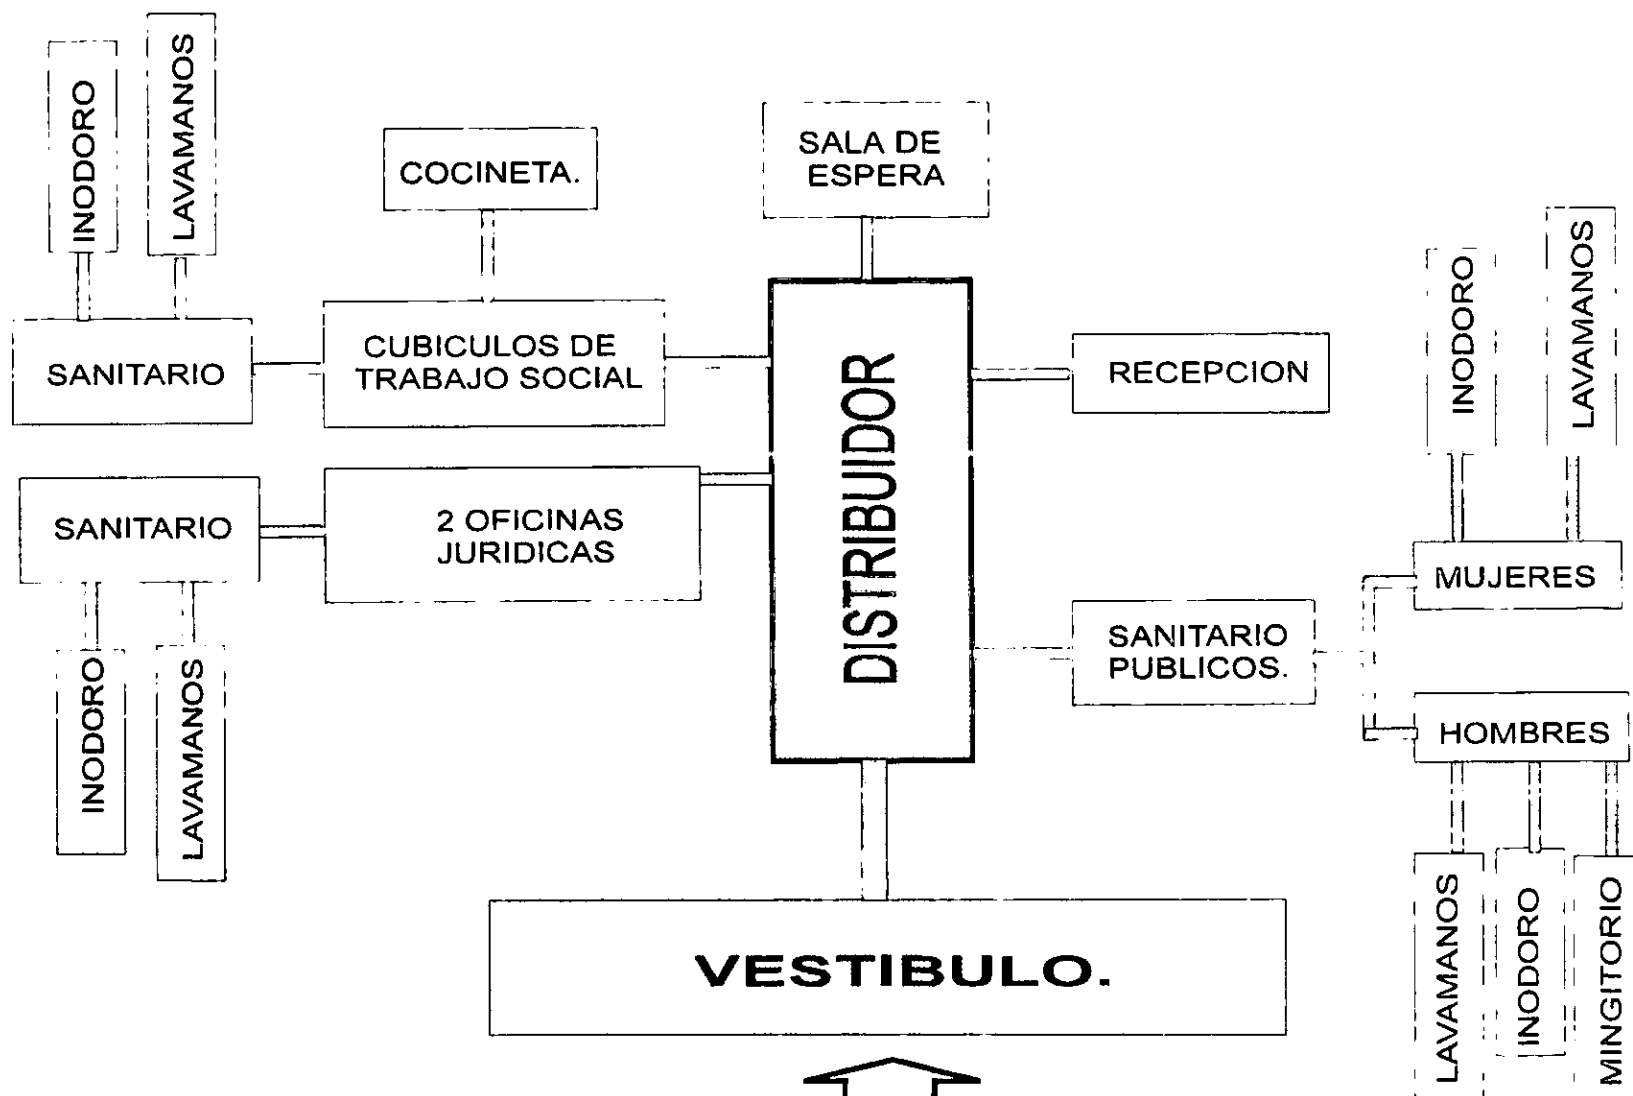 INODORO
LAVAMANOS
COCINETA.
SALA DE
ESPERA
INODORO
LAVAMANOS
SANITARIO
CUBICULOS DE
TRABAJO SOCIAL
DISTRIBUIDOR
RECEPCION
SANITARIO
2 OFICINAS
JURIDICAS
MUJERES
SANITARIO
PUBLICOS.
HOMBRES
INODORO
LAVAMANOS
VESTIBULO.
LAVAMANOS
INODORO
MINGITORIO